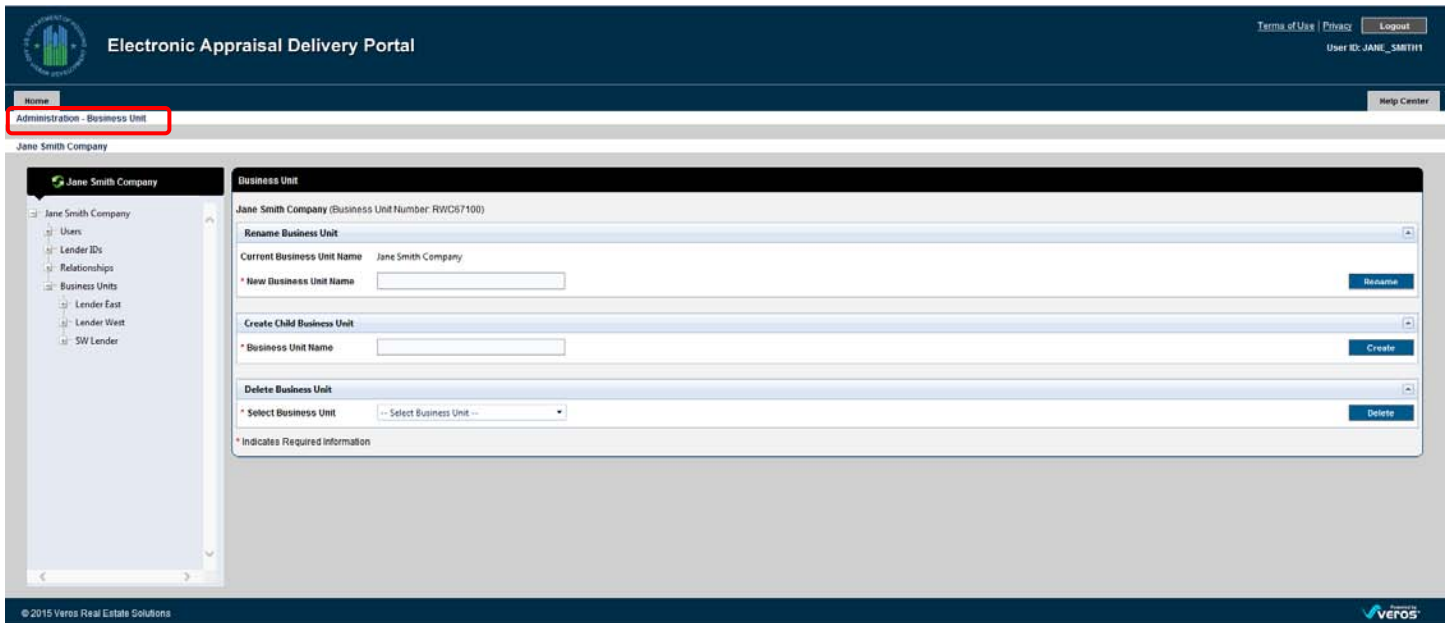 Terms of Use | Privacy Logout
Electronic Appraisal Delivery Portal
User ID: JANE_SMITH1
Home Help Center
Administration - Business Unit
Jane Smith Company
Jane Smith Company
Business Unit
Jane Smith Company (Business Unit Number: RWC67100)
Jane Smith Company
Users
Lender IDs
Relationships
Business Units
Lender East
Lender West
SW Lender
Rename Business Unit
Current Business Unit Name Jane Smith Company
* New Business Unit Name Rename
Create Child Business Unit
* Business Unit Name Create
Delete Business Unit
* Select Business Unit -- Select Business Unit -- Delete
* Indicates Required Information
© 2015 Veros Real Estate Solutions
Powered by
veros